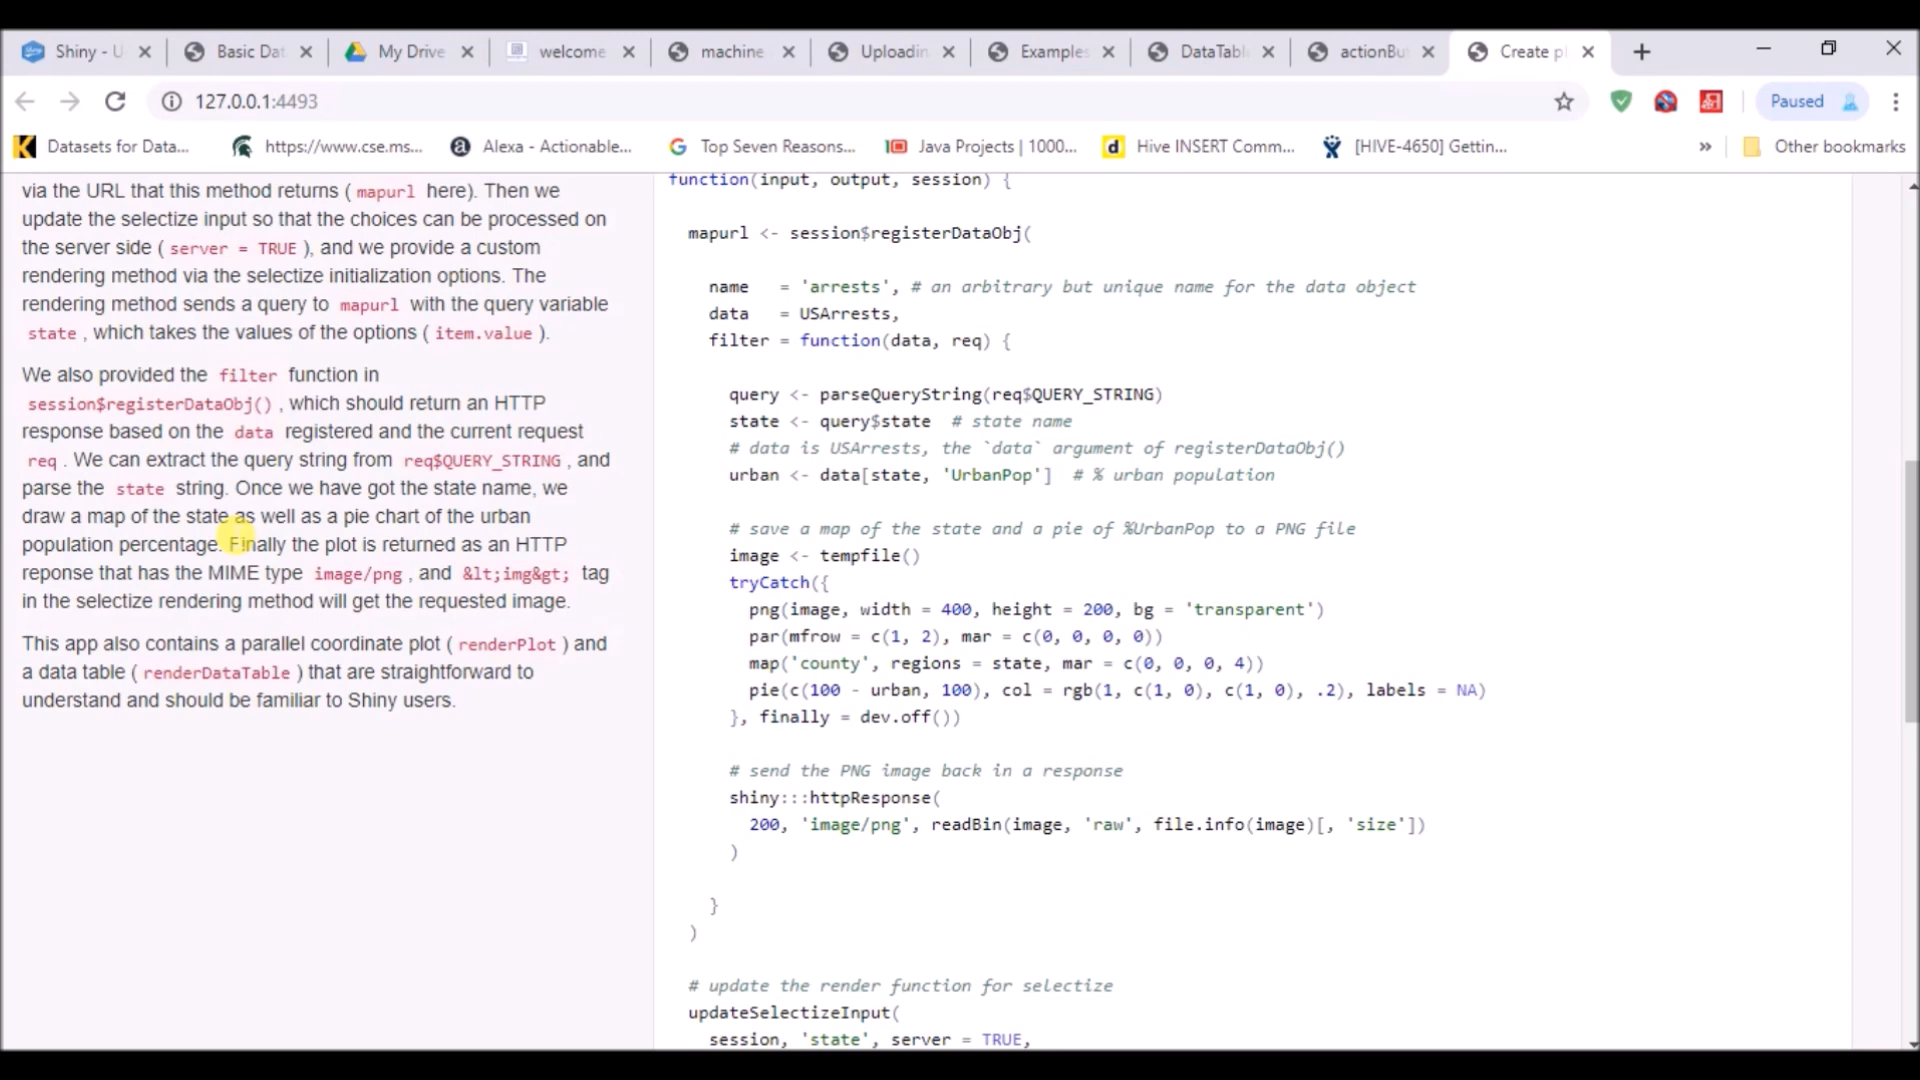 Shiny - U
Basic Dat
My Drive
welcome
machine
Uploadin
Examples
DataTabl
actionBu
Create pl
127.0.0.1:4493
Paused
Datasets for Data...
https://www.cse.ms...
Alexa - Actionable...
Top Seven Reasons...
Java Projects | 1000...
Hive INSERT Comm...
[HIVE-4650] Gettin...
»
Other bookmarks
via the URL that this method returns ( mapurl here). Then we
update the selectize input so that the choices can be processed on
the server side ( server = TRUE ), and we provide a custom
rendering method via the selectize initialization options. The
rendering method sends a query to mapurl with the query variable
state , which takes the values of the options ( item.value ).
We also provided the filter function in
session$registerDataObj() , which should return an HTTP
response based on the data registered and the current request
req . We can extract the query string from req$QUERY_STRING , and
parse the state string. Once we have got the state name, we
draw a map of the state as well as a pie chart of the urban
population percentage. Finally the plot is returned as an HTTP
reponse that has the MIME type image/png , and &lt;img&gt; tag
in the selectize rendering method will get the requested image.
This app also contains a parallel coordinate plot ( renderPlot ) and
a data table ( renderDataTable ) that are straightforward to
understand and should be familiar to Shiny users.
function(input, output, session) {
mapurl <- session$registerDataObj(
name   = 'arrests', # an arbitrary but unique name for the data object
data   = USArrests,
filter = function(data, req) {
query <- parseQueryString(req$QUERY_STRING)
state <- query$state  # state name
# data is USArrests, the `data` argument of registerDataObj()
urban <- data[state, 'UrbanPop']  # % urban population
# save a map of the state and a pie of %UrbanPop to a PNG file
image <- tempfile()
tryCatch({
png(image, width = 400, height = 200, bg = 'transparent')
par(mfrow = c(1, 2), mar = c(0, 0, 0, 0))
map('county', regions = state, mar = c(0, 0, 0, 4))
pie(c(100 - urban, 100), col = rgb(1, c(1, 0), c(1, 0), .2), labels = NA)
}, finally = dev.off())
# send the PNG image back in a response
shiny:::httpResponse(
200, 'image/png', readBin(image, 'raw', file.info(image)[, 'size'])
)
}
)
# update the render function for selectize
updateSelectizeInput(
session, 'state', server = TRUE,